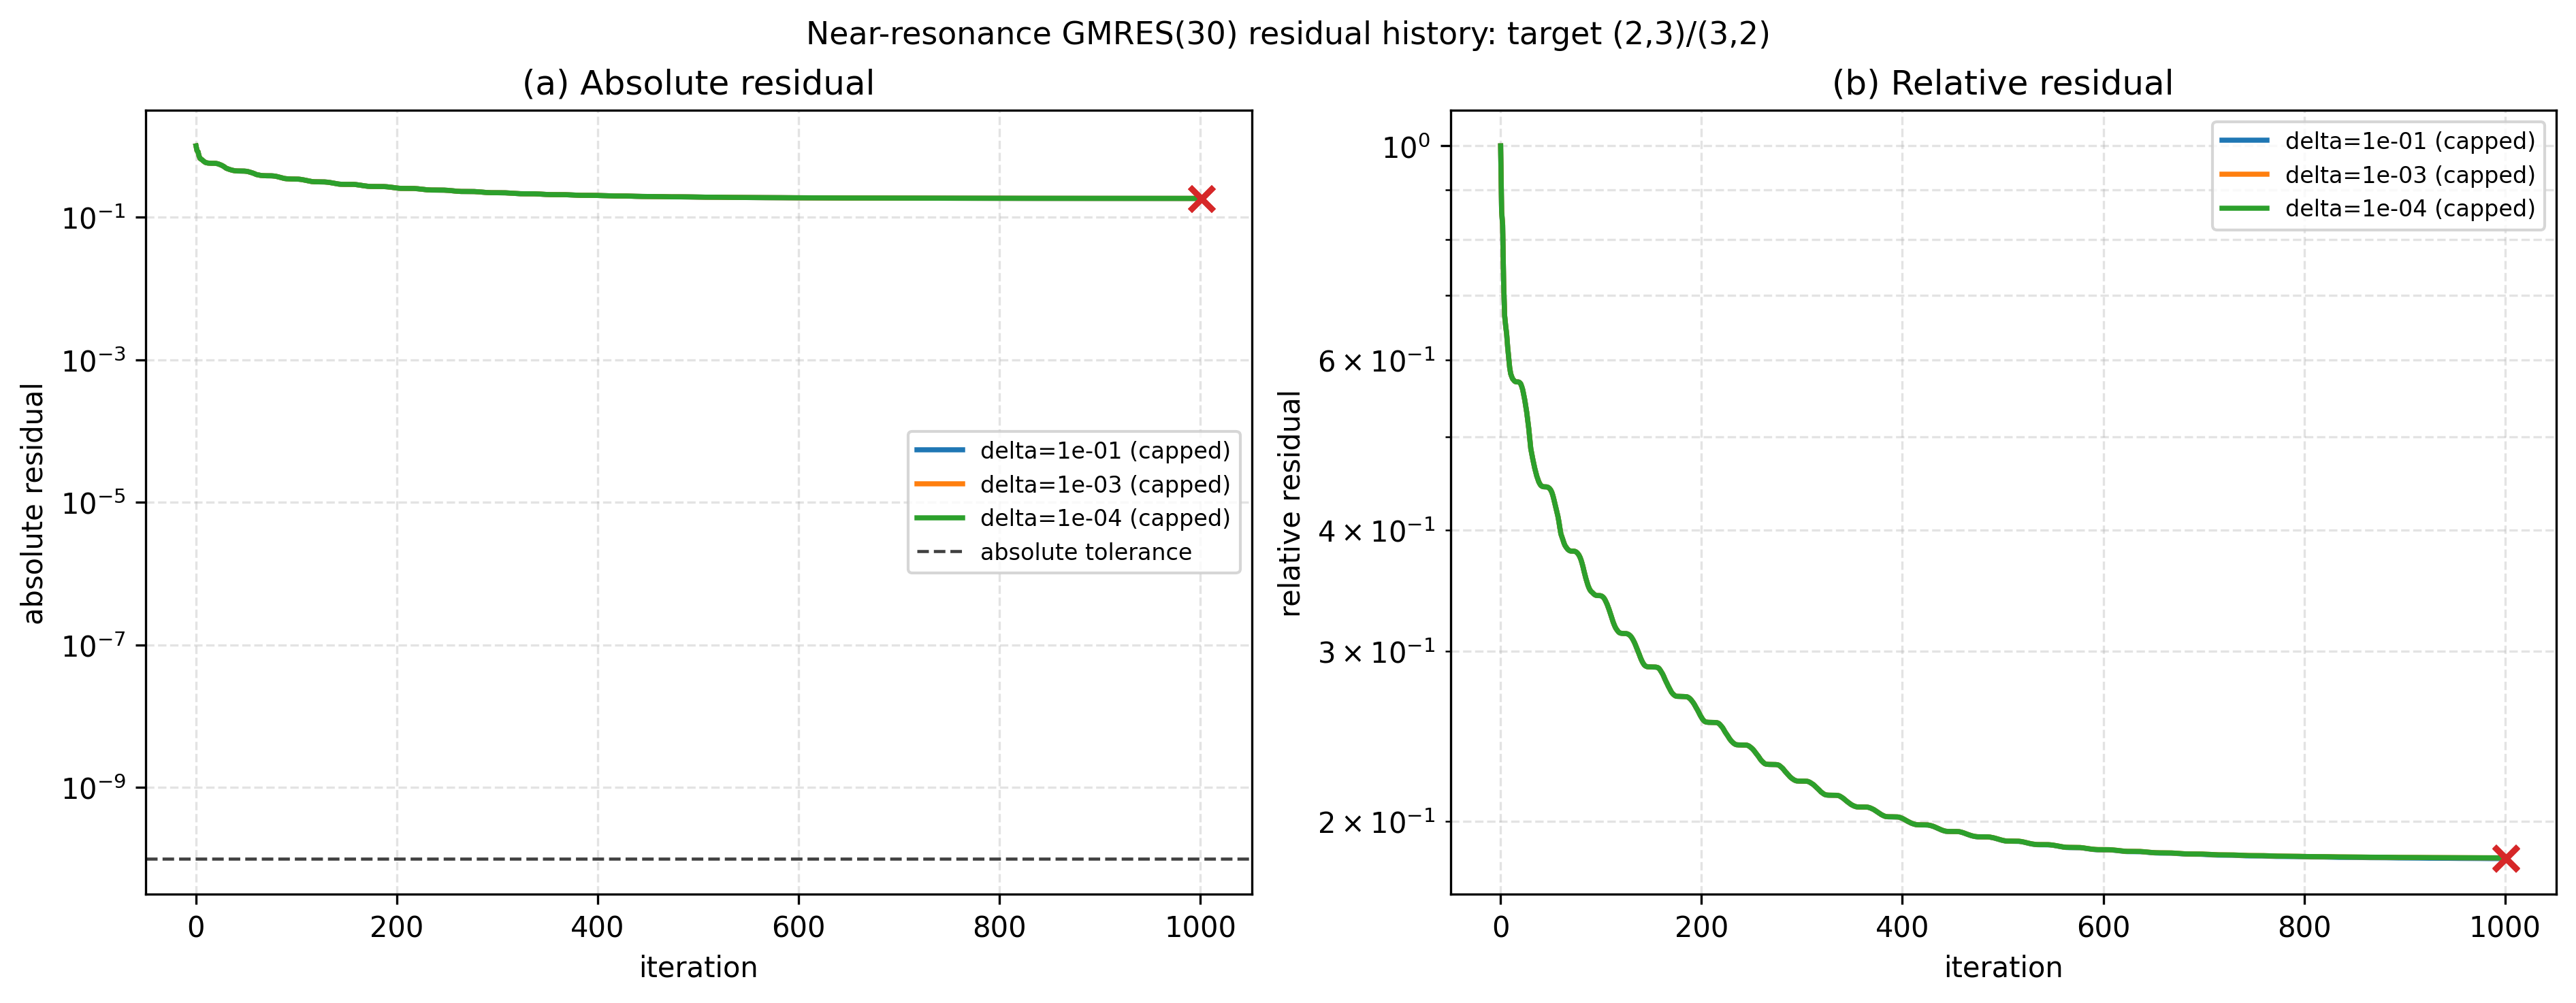 Near-resonance GMRES(30) residual history: target (2,3)/(3,2)
(a) Absolute residual
absolute residual
10⁻¹
10⁻³
10⁻⁵
10⁻⁷
10⁻⁹
delta=1e-01 (capped)
delta=1e-03 (capped)
delta=1e-04 (capped)
absolute tolerance
0 200 400 600 800 1000
iteration
(b) Relative residual
relative residual
10⁰
6 × 10⁻¹
4 × 10⁻¹
3 × 10⁻¹
2 × 10⁻¹
delta=1e-01 (capped)
delta=1e-03 (capped)
delta=1e-04 (capped)
0 200 400 600 800 1000
iteration